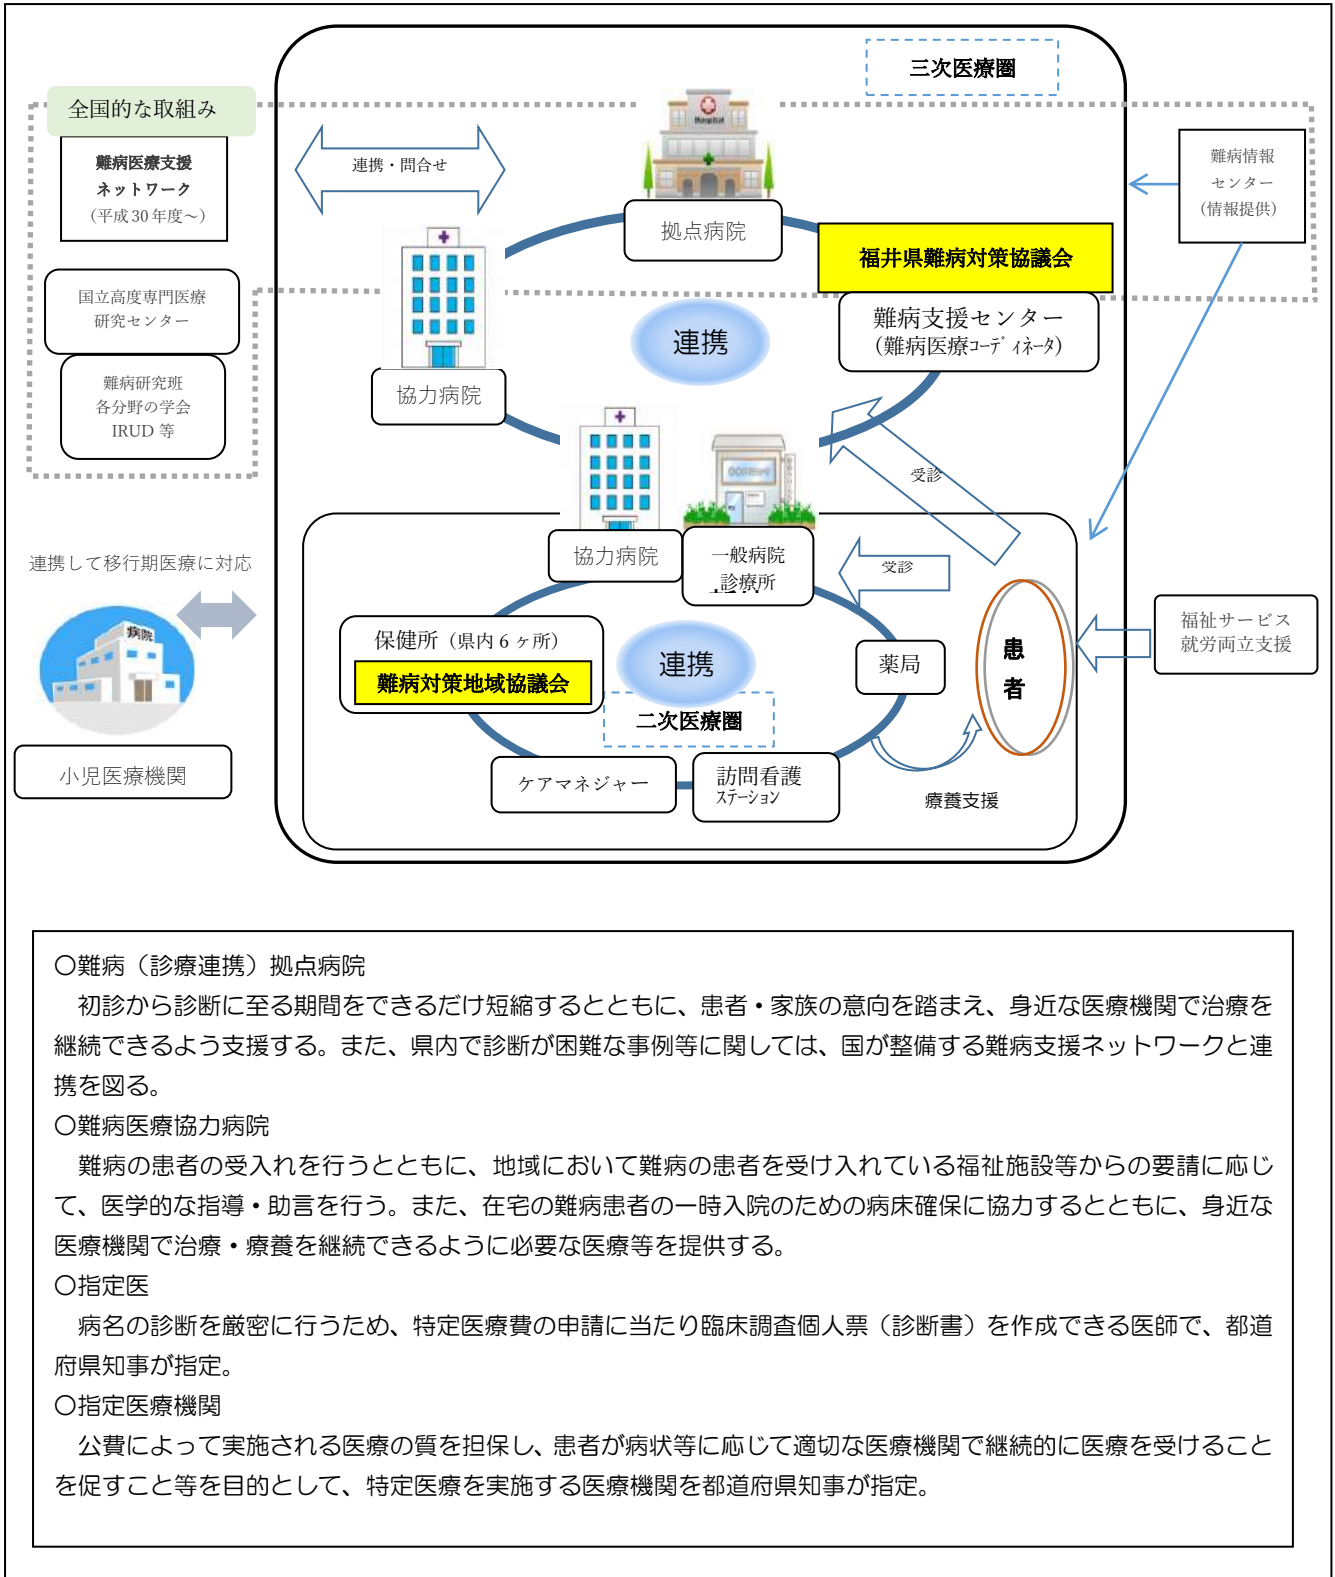 三次医療圏
全国的な取組み
難病医療支援
ネットワーク
（平成30年度～）
連携・問合せ
Hospital
拠点病院
難病情報
センター
（情報提供）
福井県難病対策協議会
国立高度専門医療
研究センター
難病支援センター
（難病医療ｺｰﾃﾞｨﾈｰﾀ）
連携
難病研究班
各分野の学会
IRUD 等
協力病院
受診
連携して移行期医療に対応
協力病院
一般病院
診療所
受診
病院
保健所（県内6ヶ所）
難病対策地域協議会
連携
薬局
患者
福祉サービス
就労両立支援
二次医療圏
小児医療機関
ケアマネジャー
訪問看護
ｽﾃｰｼｮﾝ
療養支援
〇難病（診療連携）拠点病院
　初診から診断に至る期間をできるだけ短縮するとともに、患者・家族の意向を踏まえ、身近な医療機関で治療を
継続できるよう支援する。また、県内で診断が困難な事例等に関しては、国が整備する難病支援ネットワークと連
携を図る。
〇難病医療協力病院
　難病の患者の受入れを行うとともに、地域において難病の患者を受け入れている福祉施設等からの要請に応じ
て、医学的な指導・助言を行う。また、在宅の難病患者の一時入院のための病床確保に協力するとともに、身近な
医療機関で治療・療養を継続できるように必要な医療等を提供する。
〇指定医
　病名の診断を厳密に行うため、特定医療費の申請に当たり臨床調査個人票（診断書）を作成できる医師で、都道
府県知事が指定。
〇指定医療機関
　公費によって実施される医療の質を担保し、患者が病状等に応じて適切な医療機関で継続的に医療を受けること
を促すこと等を目的として、特定医療を実施する医療機関を都道府県知事が指定。